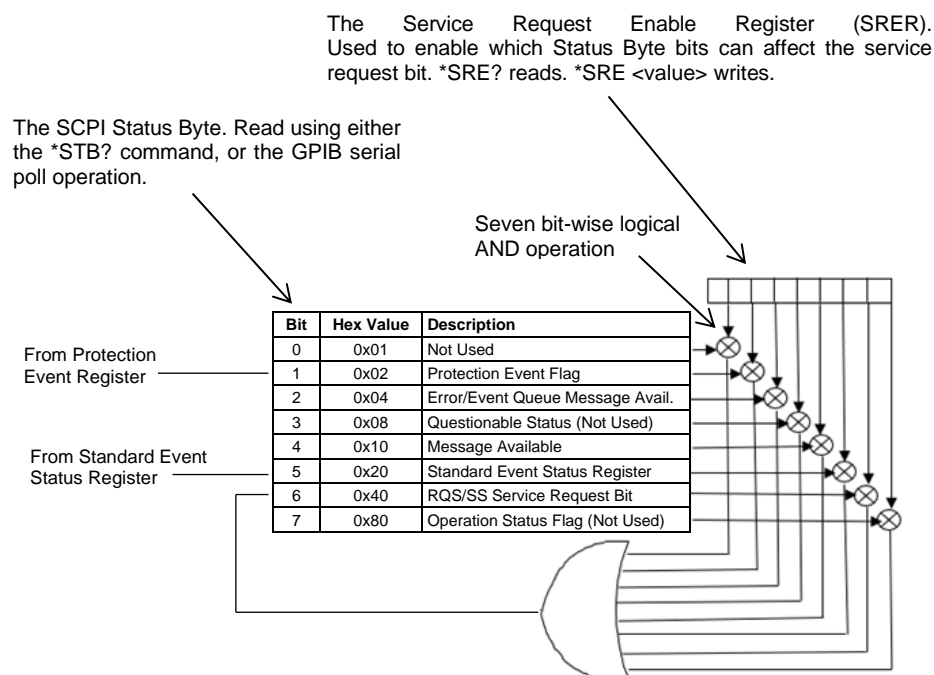 The Service Request Enable Register (SRER).
Used to enable which Status Byte bits can affect the service
request bit. *SRE? reads. *SRE <value> writes.
The SCPI Status Byte. Read using either
the *STB? command, or the GPIB serial
poll operation.
Seven bit-wise logical
AND operation
Bit Hex Value Description
0 0x01 Not Used
1 0x02 Protection Event Flag
2 0x04 Error/Event Queue Message Avail.
3 0x08 Questionable Status (Not Used)
4 0x10 Message Available
5 0x20 Standard Event Status Register
6 0x40 RQS/SS Service Request Bit
7 0x80 Operation Status Flag (Not Used)
From Protection
Event Register
From Standard Event
Status Register